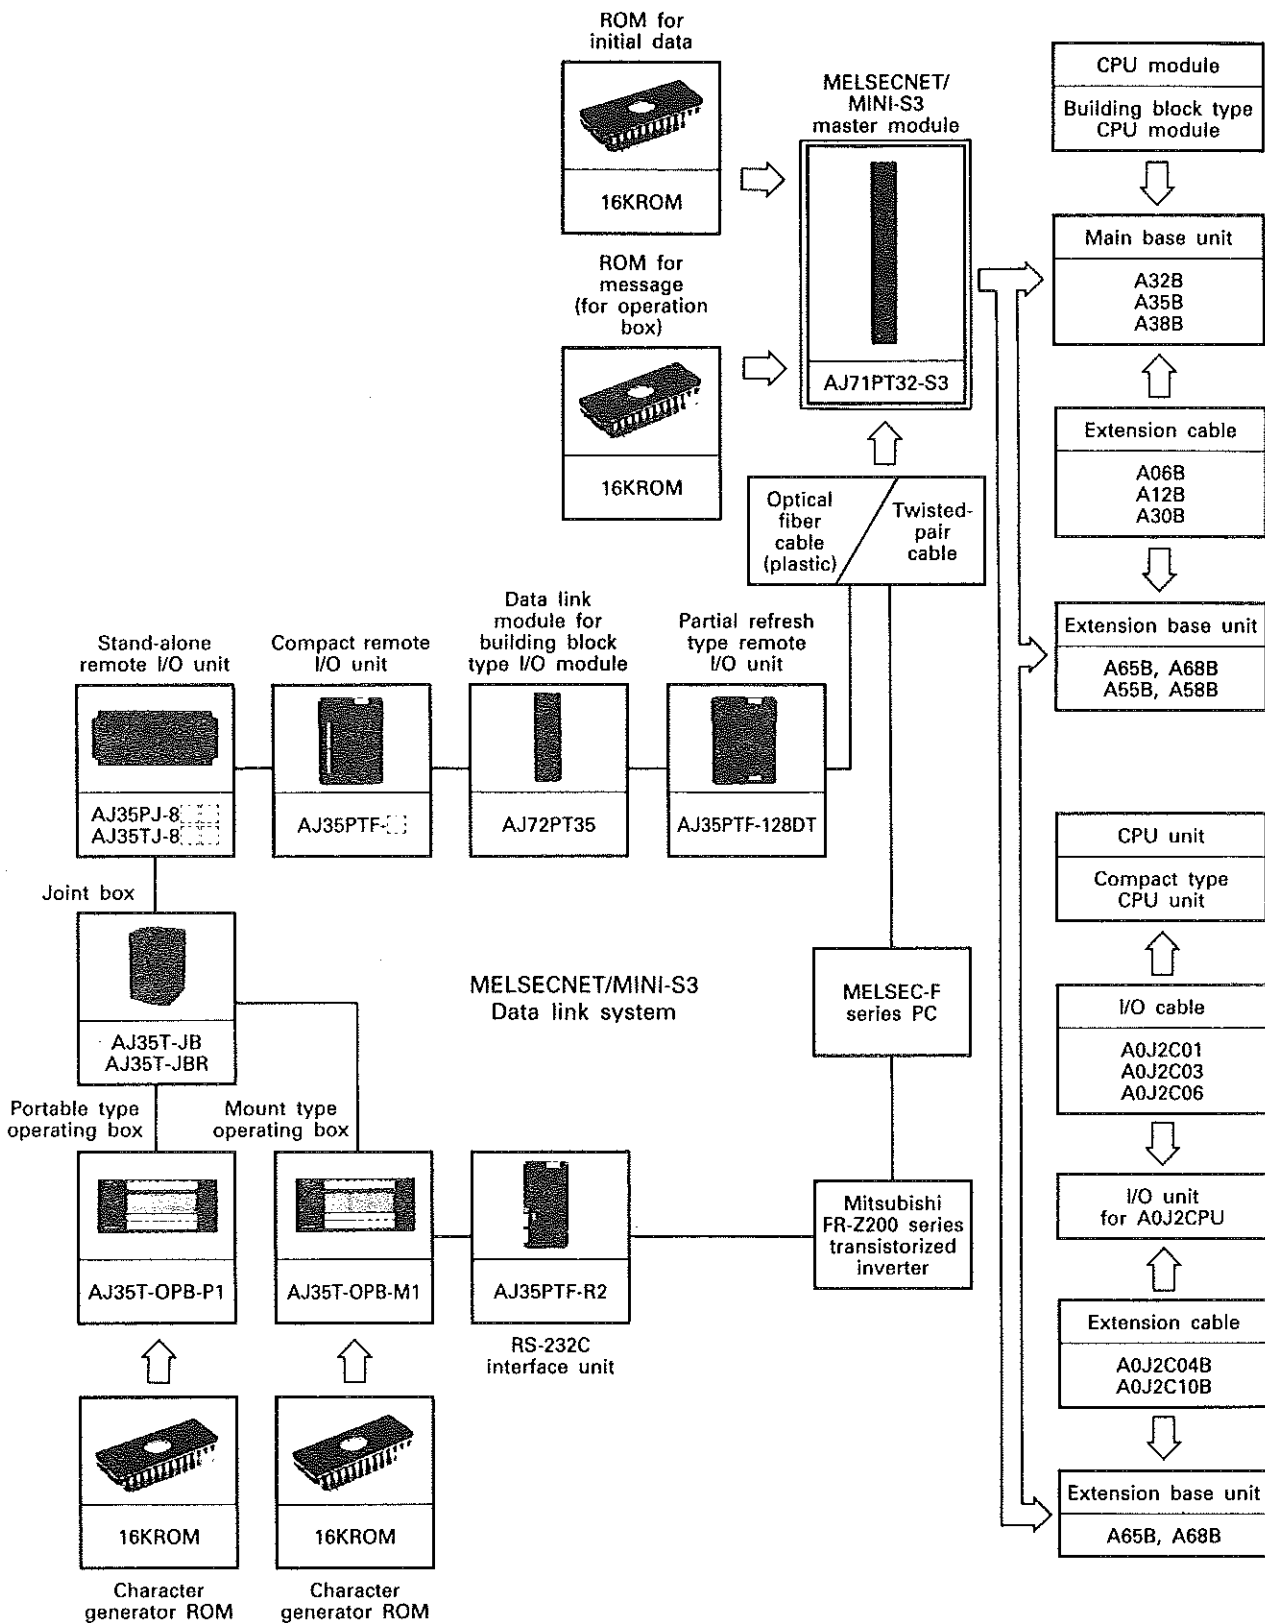 ROM for
initial data
16KROM
ROM for
message
(for operation
box)
16KROM
MELSECNET/
MINI-S3
master module
AJ71PT32-S3
Optical
fiber
cable
(plastic)
Twisted-
pair
cable
CPU module
Building block type
CPU module
Main base unit
A32B
A35B
A38B
Extension cable
A06B
A12B
A30B
Extension base unit
A65B, A68B
A55B, A58B
Stand-alone
remote I/O unit
AJ35PJ-8
AJ35TJ-8
Compact remote
I/O unit
AJ35PTF-
Data link
module for
building block
type I/O module
AJ72PT35
Partial refresh
type remote
I/O unit
AJ35PTF-128DT
Joint box
AJ35T-JB
AJ35T-JBR
MELSECNET/MINI-S3
Data link system
MELSEC-F
series PC
CPU unit
Compact type
CPU unit
I/O cable
A0J2C01
A0J2C03
A0J2C06
I/O unit
for A0J2CPU
Extension cable
A0J2C04B
A0J2C10B
Extension base unit
A65B, A68B
Portable type
operating box
AJ35T-OPB-P1
Mount type
operating box
AJ35T-OPB-M1
AJ35PTF-R2
RS-232C
interface unit
Mitsubishi
FR-Z200 series
transistorized
inverter
16KROM
Character
generator ROM
16KROM
Character
generator ROM